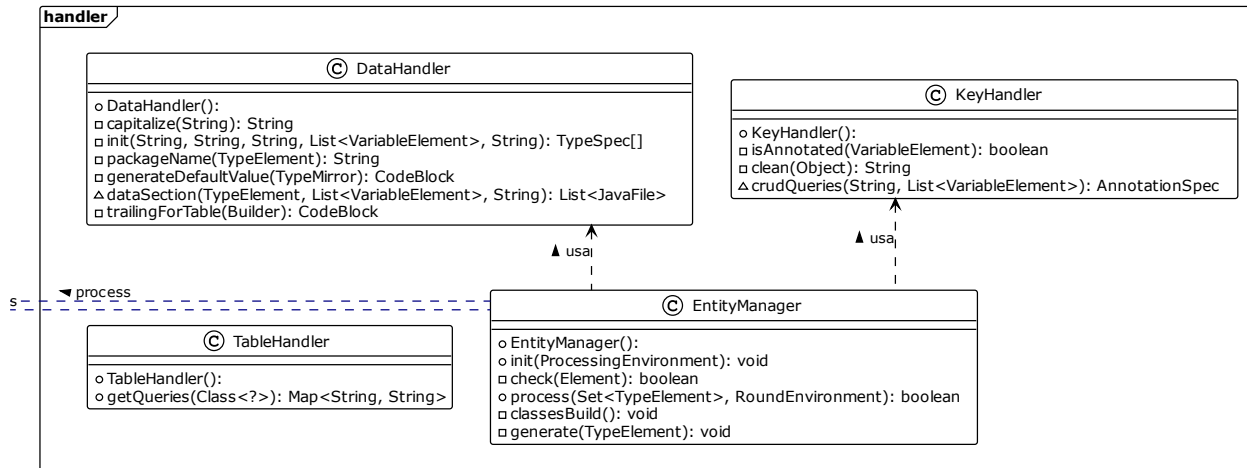 handler
C DataHandler
DataHandler():
capitalize(String): String
init(String, String, String, List<VariableElement>, String): TypeSpec[]
packageName(TypeElement): String
generateDefaultValue(TypeMirror): CodeBlock
dataSection(TypeElement, List<VariableElement>, String): List<JavaFile>
trailingForTable(Builder): CodeBlock
C KeyHandler
KeyHandler():
isAnnotated(VariableElement): boolean
clean(Object): String
crudQueries(String, List<VariableElement>): AnnotationSpec
usa
usa
s
process
C EntityManager
EntityManager():
init(ProcessingEnvironment): void
check(Element): boolean
process(Set<TypeElement>, RoundEnvironment): boolean
classesBuild(): void
generate(TypeElement): void
C TableHandler
TableHandler():
getQueries(Class<?>): Map<String, String>